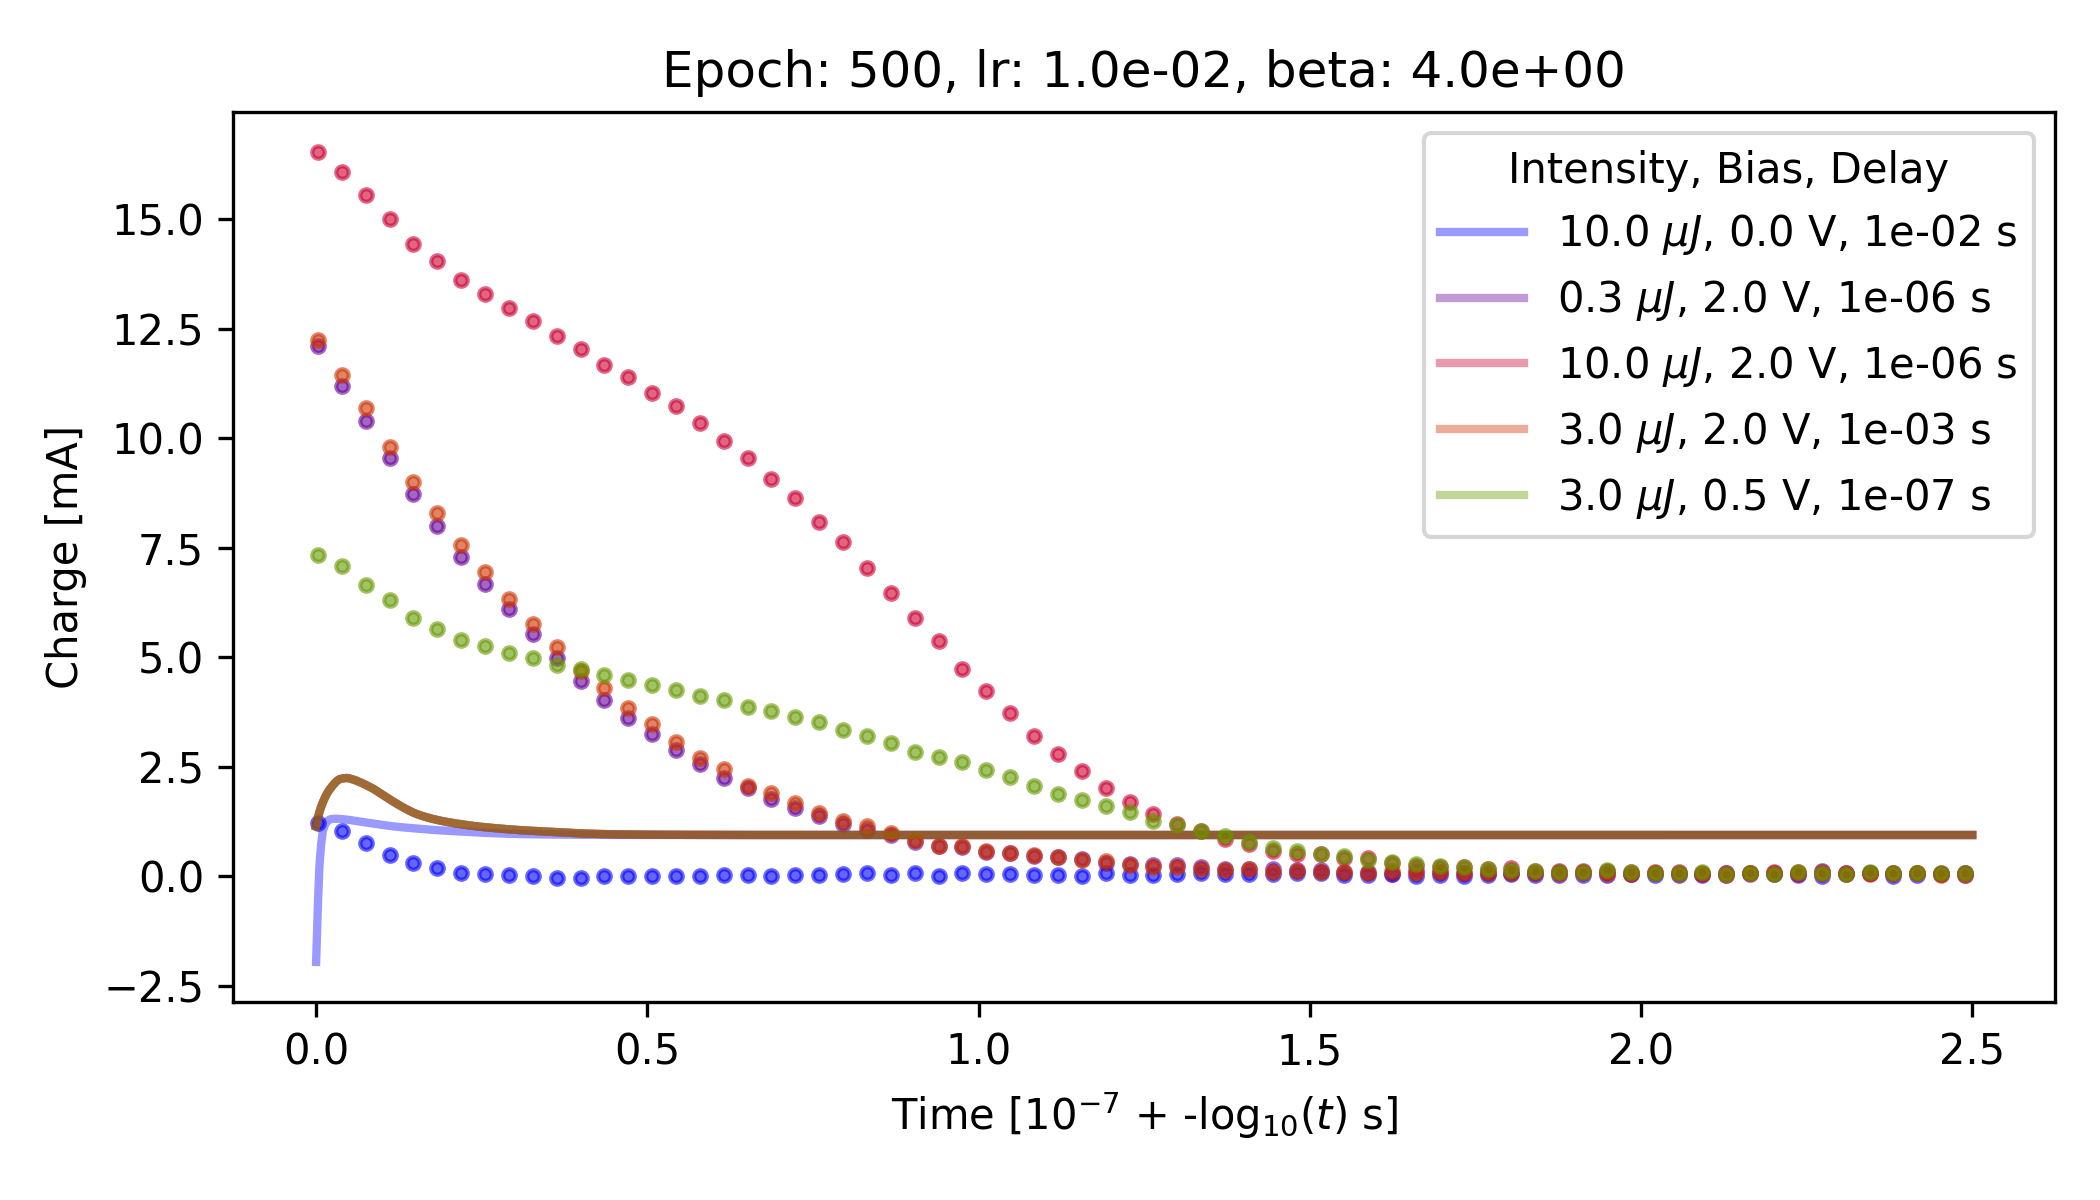 Epoch: 500, lr: 1.0e-02, beta: 4.0e+00
Intensity, Bias, Delay
10.0 μJ, 0.0 V, 1e-02 s
0.3 μJ, 2.0 V, 1e-06 s
10.0 μJ, 2.0 V, 1e-06 s
3.0 μJ, 2.0 V, 1e-03 s
3.0 μJ, 0.5 V, 1e-07 s
Charge [mA]
15.0
12.5
10.0
7.5
5.0
2.5
0.0
−2.5
0.0 0.5 1.0 1.5 2.0 2.5
Time [10⁻⁷ + -log₁₀(t) s]